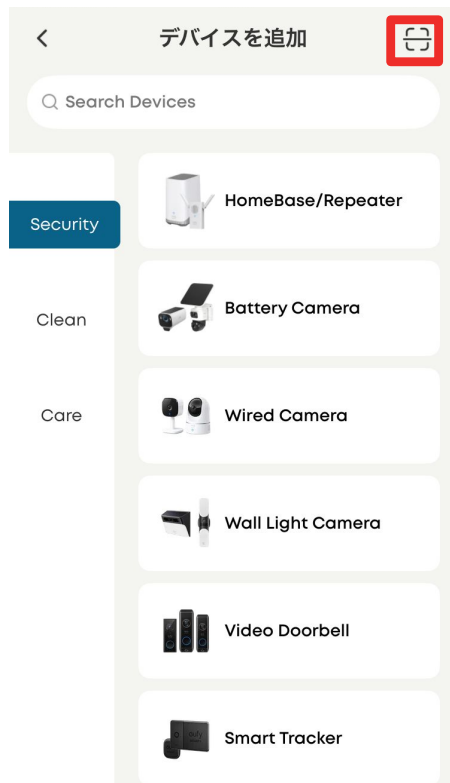 デバイスを追加
Search Devices
Security
Clean
Care
HomeBase/Repeater
Battery Camera
Wired Camera
Wall Light Camera
Video Doorbell
Smart Tracker
eufy